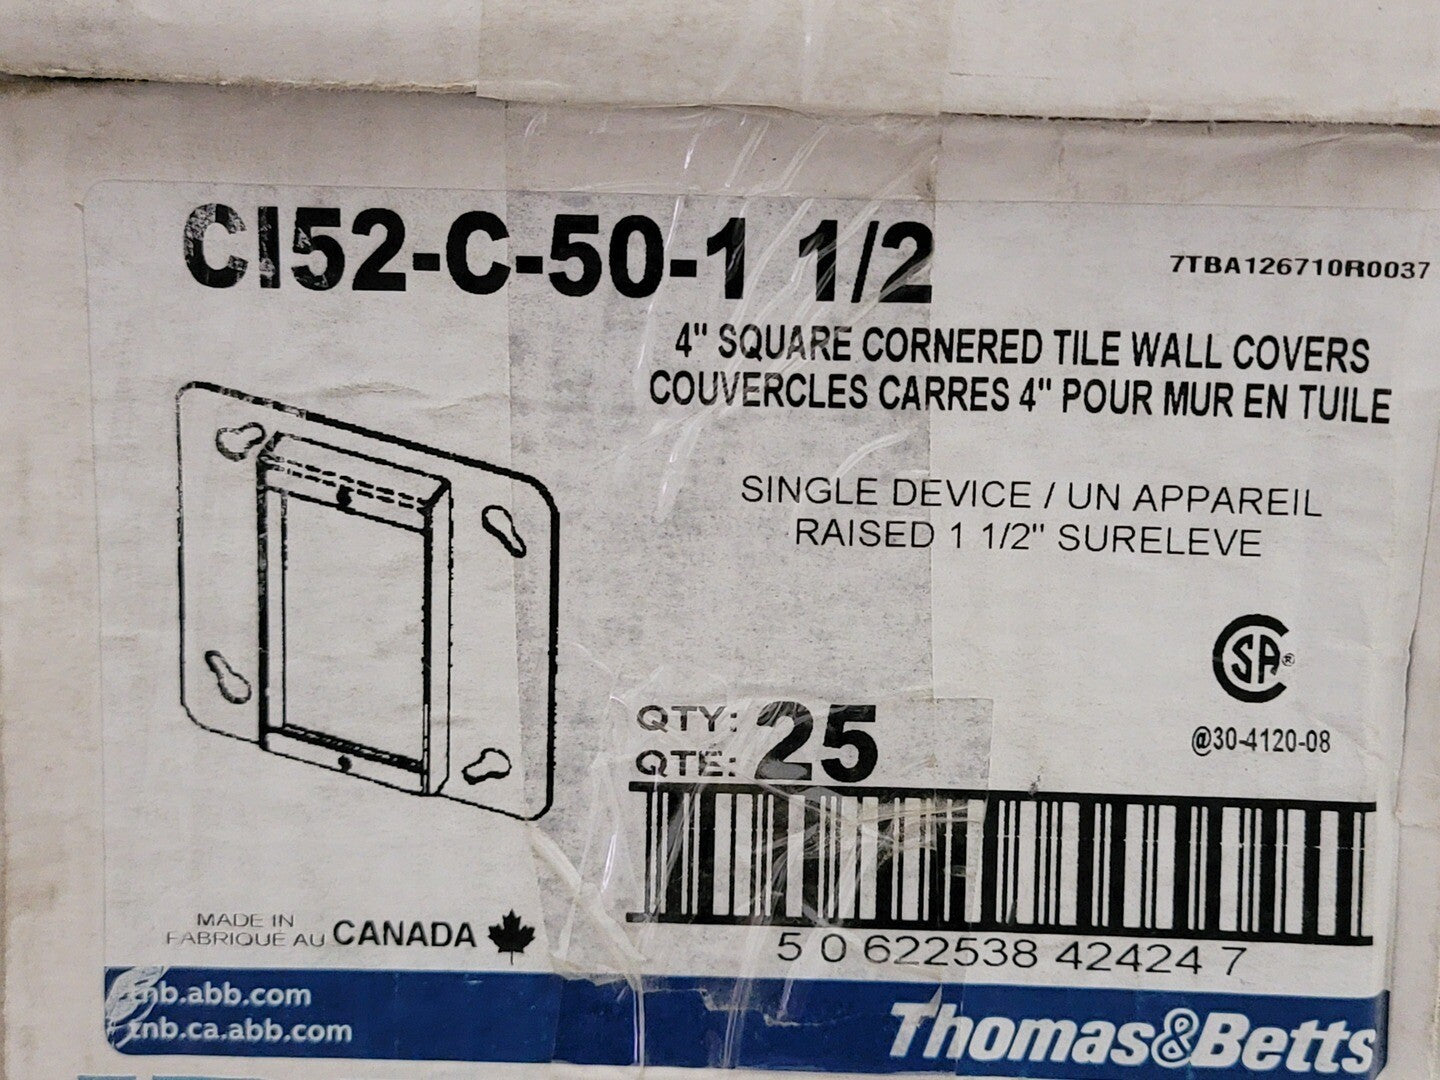 CI52-C-50-1 1/2
7TBA126710R0037
4" SQUARE CORNERED TILE WALL COVERS
COUVERCLES CARRES 4" POUR MUR EN TUILE
SINGLE DEVICE / UN APPAREIL
RAISED 1 1/2" SURELEVE
CSA®
@30-4120-08
QTY: 25
QTE:
5 0 622538 42424 7
MADE IN
FABRIQUÉ AU CANADA
tnb.abb.com
tnb.ca.abb.com
Thomas&Betts